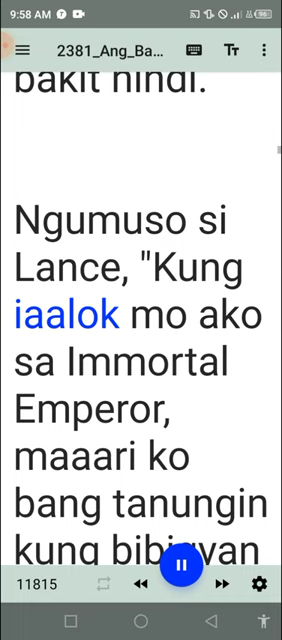 9:58 AM
96
2381_Ang_Ba...
bakit hindi.
Ngumuso si
Lance, "Kung
iaalok mo ako
sa Immortal
Emperor,
maaari ko
bang tanungin
kung bibigyan
11815